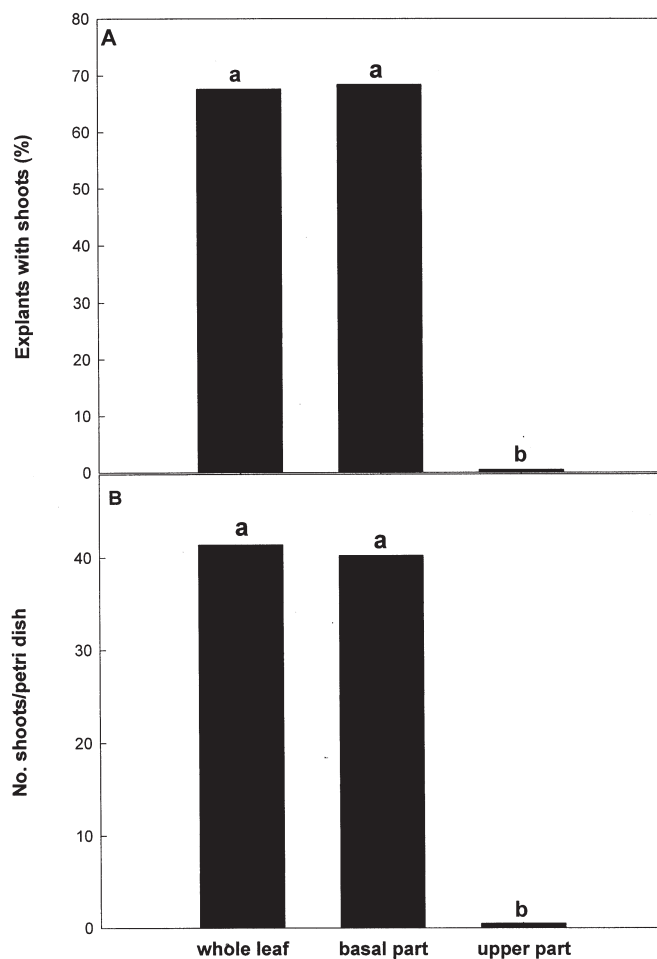 80
A
a
a
70
60
50
40
30
20
10
b
0
Explants with shoots (%)
B
a
a
40
30
20
10
b
0
No. shoots/petri dish
whole leaf basal part upper part